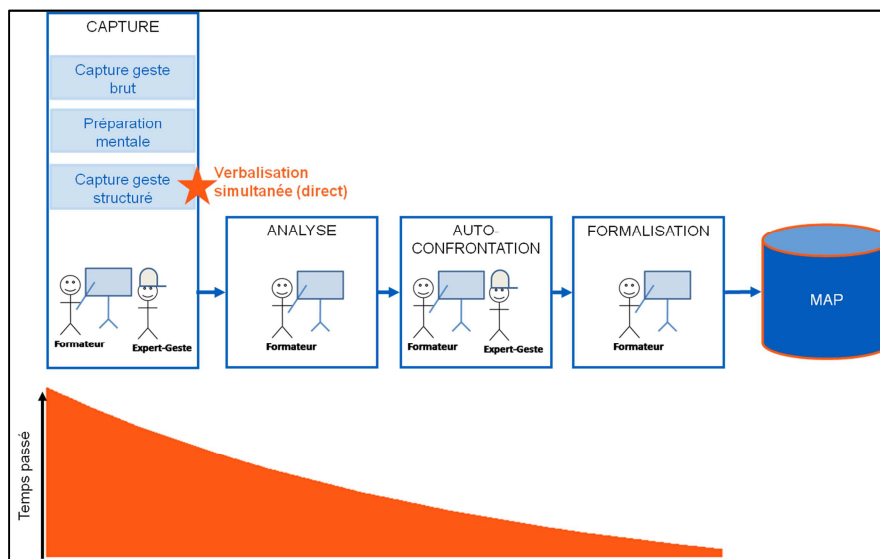 CAPTURE
Capture geste
brut
Préparation
mentale
Capture geste
structuré
Verbalisation
simultanée (direct)
Formateur
Expert-Geste
ANALYSE
Formateur
AUTO-
CONFRONTATION
Formateur
Expert-Geste
FORMALISATION
Formateur
MAP
Temps passé